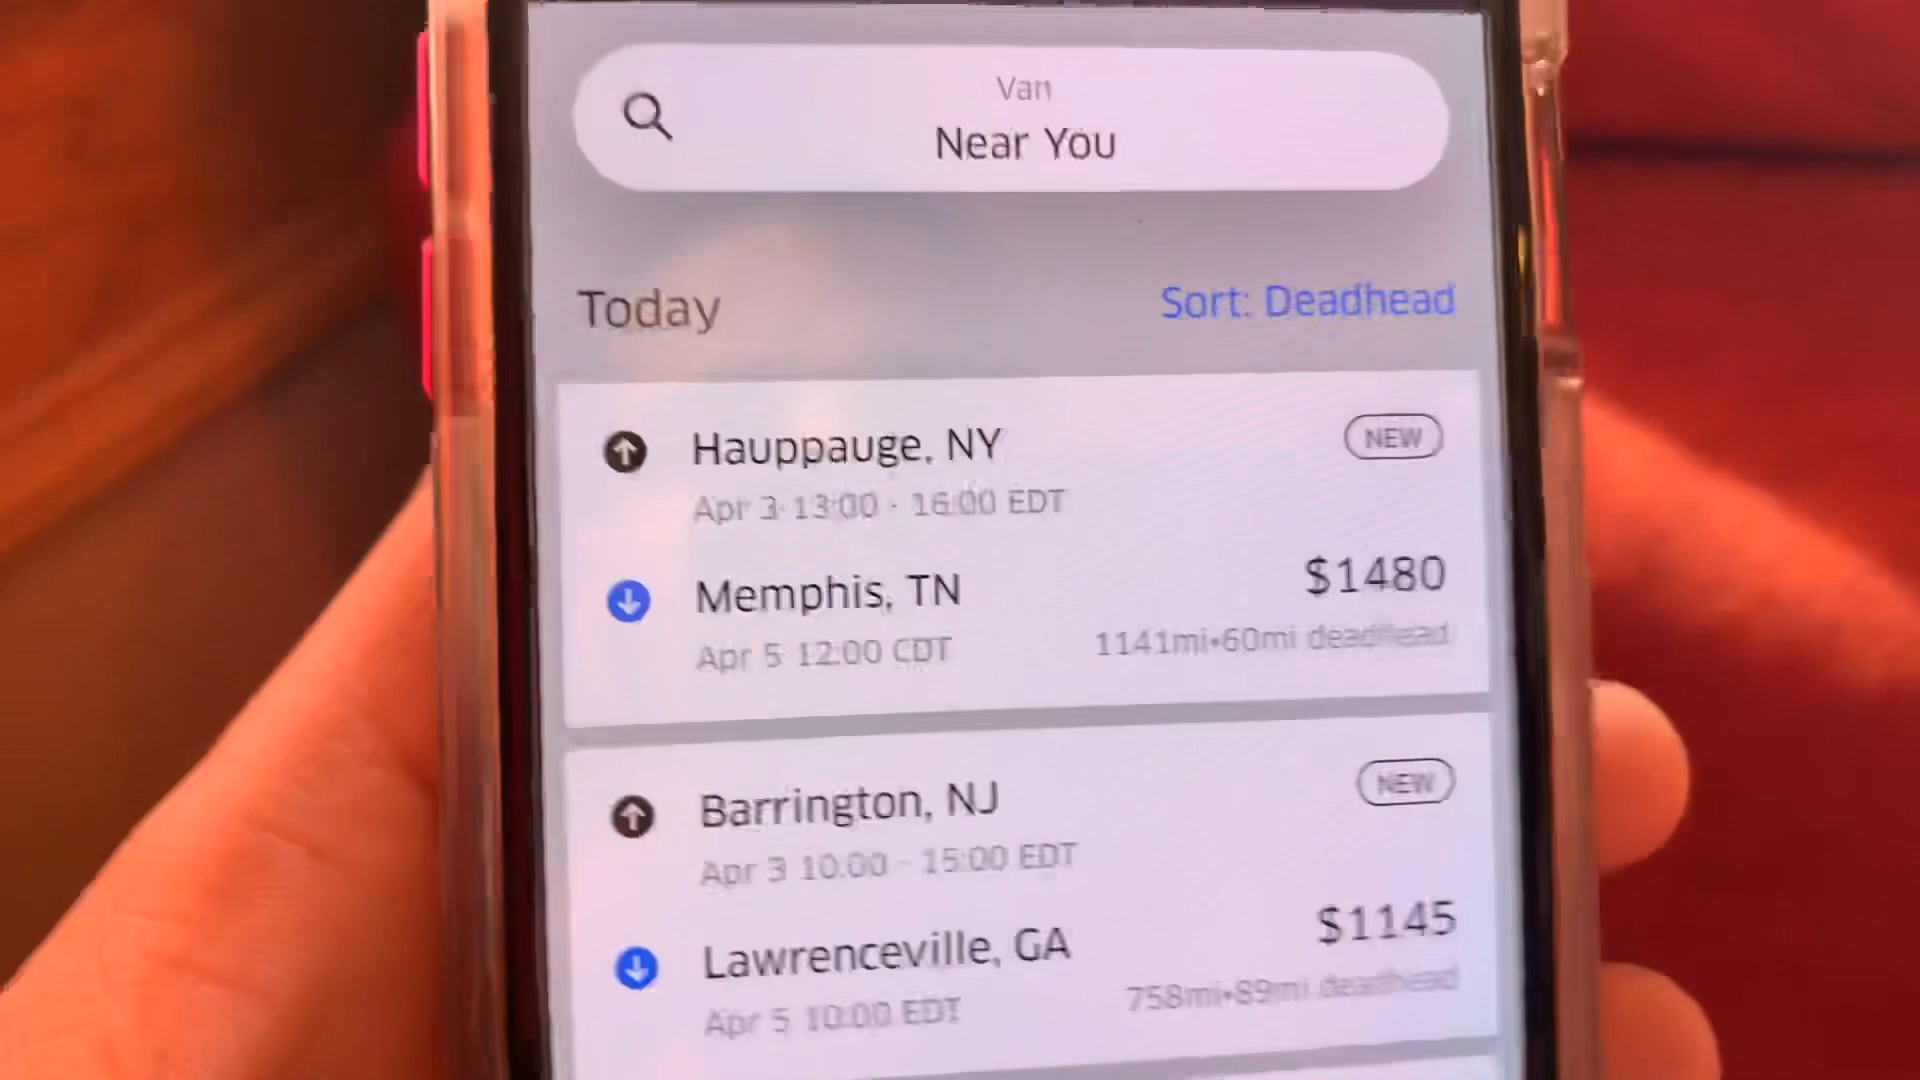 Van
Near You
Today
Sort: Deadhead
Hauppauge, NY
NEW
Apr 3 13:00 - 16:00 EDT
Memphis, TN
$1480
Apr 5 12:00 CDT
1141mi•60mi deadhead
Barrington, NJ
NEW
Apr 3 10:00 - 15:00 EDT
Lawrenceville, GA
$1145
Apr 5 10:00 EDT
758mi•89mi deadhead